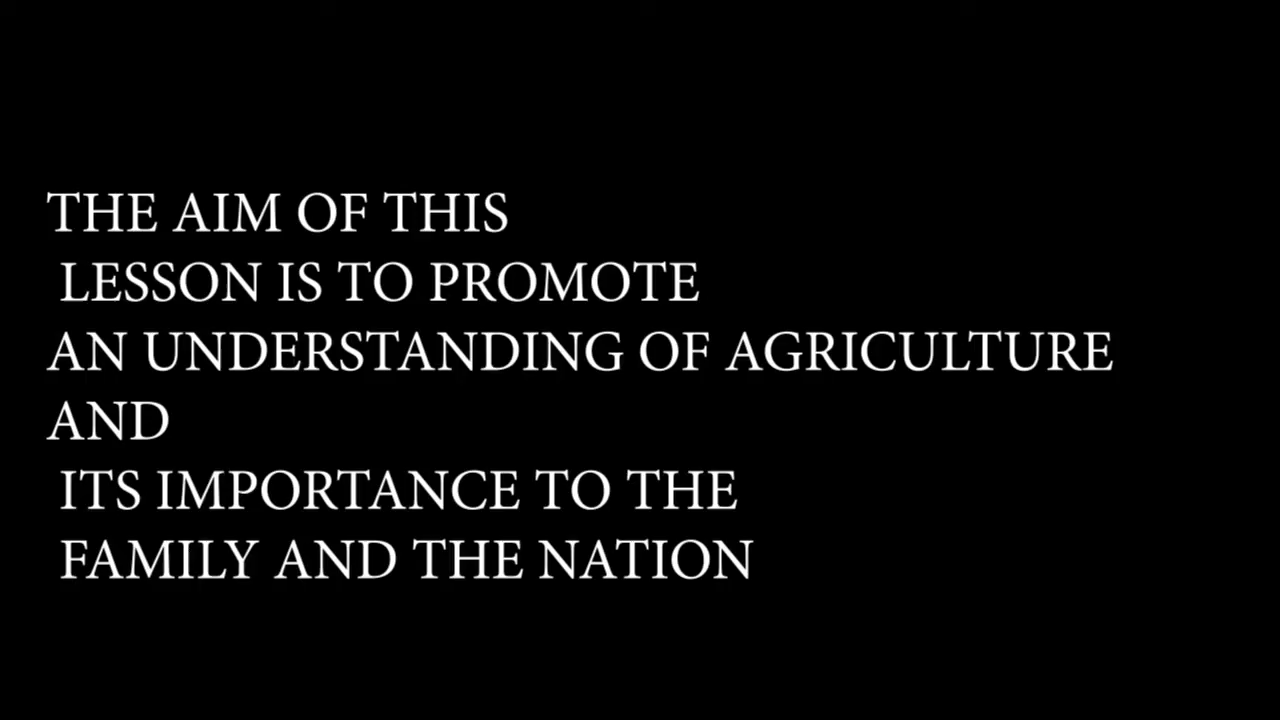 THE AIM OF THIS
LESSON IS TO PROMOTE
AN UNDERSTANDING OF AGRICULTURE
AND
ITS IMPORTANCE TO THE
FAMILY AND THE NATION